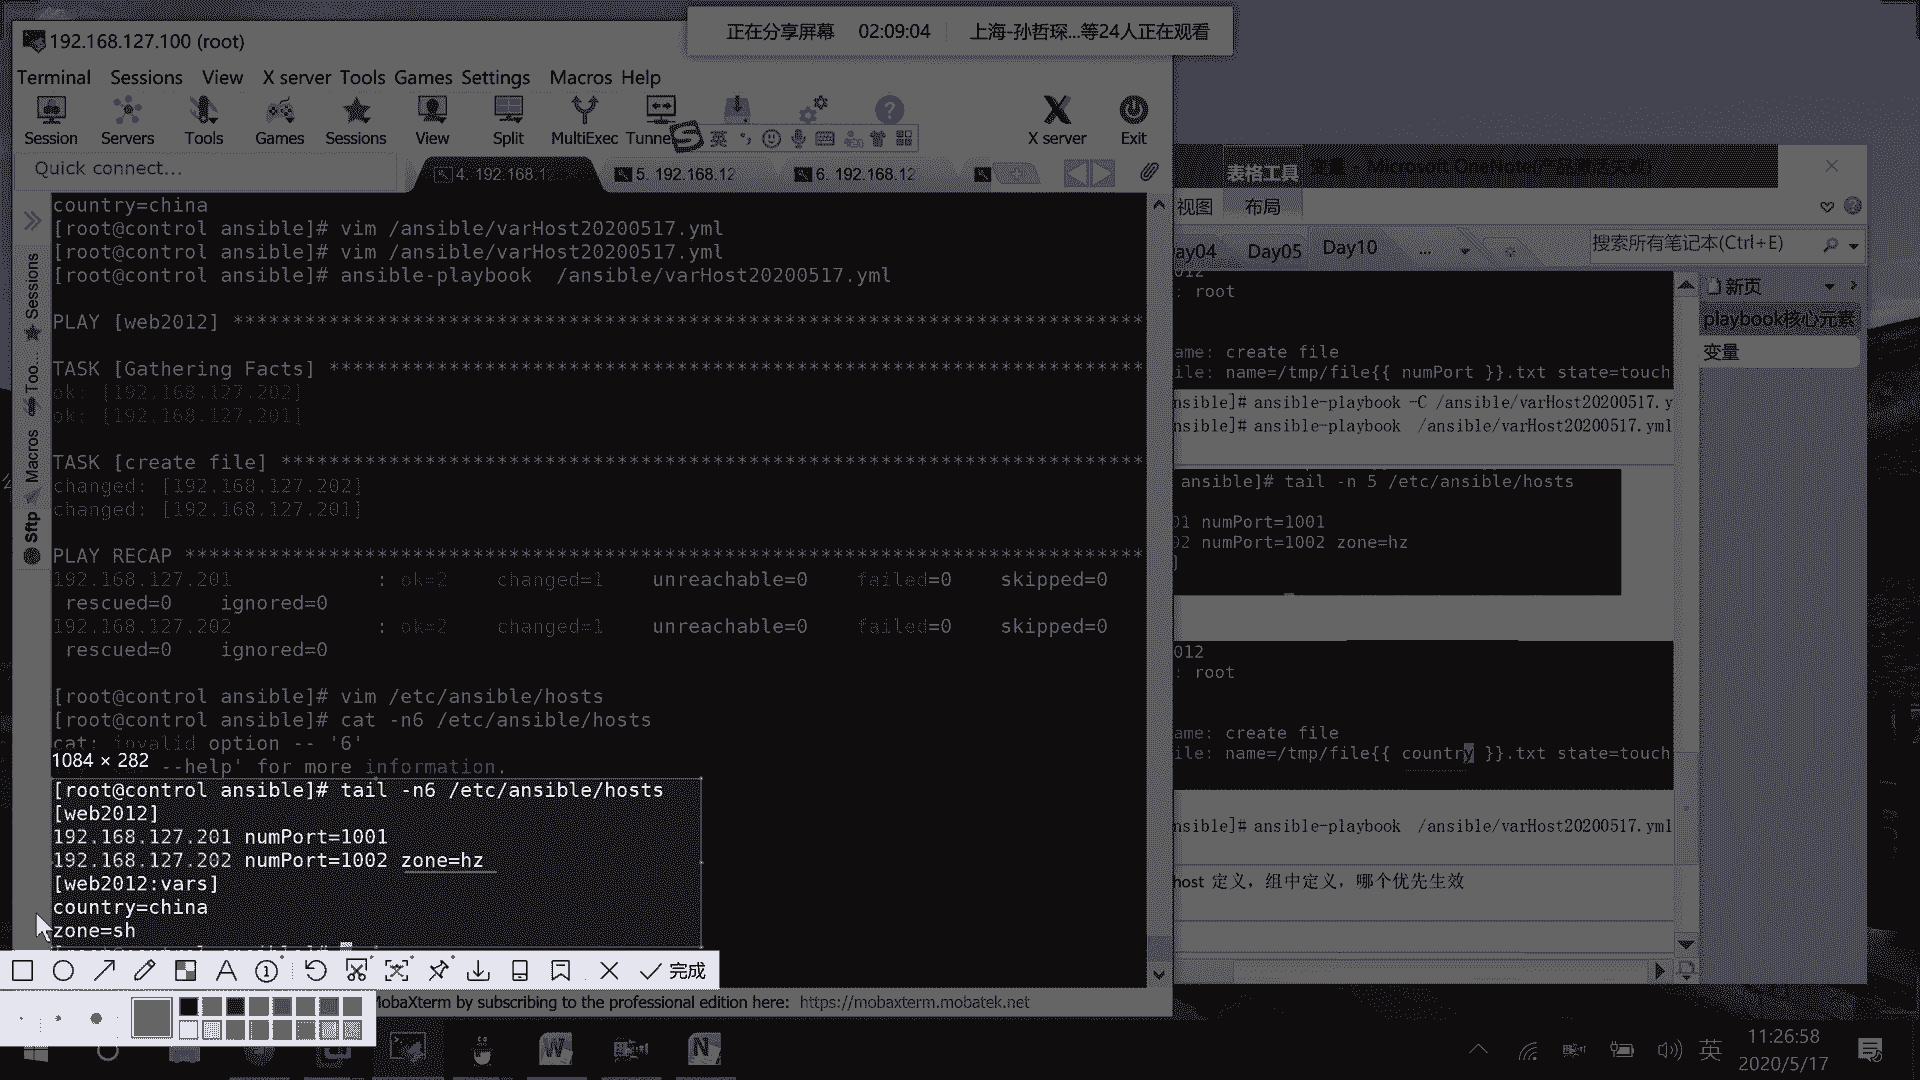 正在分享屏幕 02:09:04 上海-孙哲琛...等24人正在观看
192.168.127.100 (root)
Terminal Sessions View X server Tools Games Settings Macros Help
Session Servers Tools Games Sessions View Split MultiExec Tunne 英 X server Exit
Quick connect...
4. 192.168.12 5. 192.168.12 6. 192.168.12
Sessions
Too...
Macros
Sftp
country=china
[root@control ansible]# vim /ansible/varHost20200517.yml
[root@control ansible]# vim /ansible/varHost20200517.yml
[root@control ansible]# ansible-playbook  /ansible/varHost20200517.yml
PLAY [web2012] ****************************************************************************
TASK [Gathering Facts] ********************************************************************
ok: [192.168.127.202]
ok: [192.168.127.201]
TASK [create file] ************************************************************************
changed: [192.168.127.202]
changed: [192.168.127.201]
PLAY RECAP ********************************************************************************
192.168.127.201 : ok=2 changed=1 unreachable=0 failed=0 skipped=0
rescued=0 ignored=0
192.168.127.202 : ok=2 changed=1 unreachable=0 failed=0 skipped=0
rescued=0 ignored=0
[root@control ansible]# vim /etc/ansible/hosts
[root@control ansible]# cat -n6 /etc/ansible/hosts
cat: invalid option -- '6'
1084 × 282
--help' for more information.
[root@control ansible]# tail -n6 /etc/ansible/hosts
[web2012]
192.168.127.201 numPort=1001
192.168.127.202 numPort=1002 zone=hz
[web2012:vars]
country=china
zone=sh
完成
MobaXterm by subscribing to the professional edition here: https://mobaxterm.mobatek.net
表格工具 变量 - Microsoft OneNote(产品激活失败)
视图 布局
ay04 Day05 Day10 ... 搜索所有笔记本(Ctrl+E)
新页
playbook核心元素
变量
012
: root
ame: create file
ile: name=/tmp/file{{ numPort }}.txt state=touch
nsible]# ansible-playbook -C /ansible/varHost20200517.y
nsible]# ansible-playbook  /ansible/varHost20200517.yml
ansible]# tail -n 5 /etc/ansible/hosts
01 numPort=1001
02 numPort=1002 zone=hz
]
012
: root
ame: create file
ile: name=/tmp/file{{ country }}.txt state=touch
nsible]# ansible-playbook  /ansible/varHost20200517.yml
host 定义，组中定义，哪个优先生效
英 11:26:58
2020/5/17